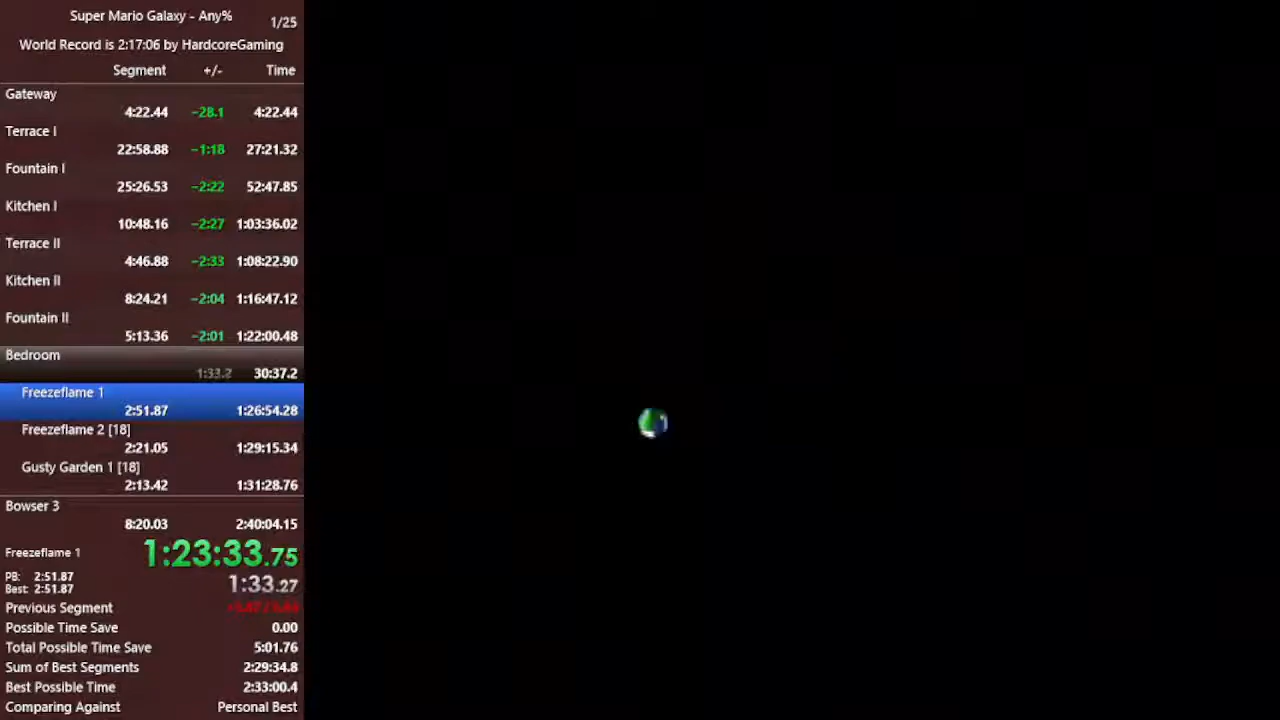 Super Mario Galaxy - Any%
1/25
World Record is 2:17:06 by HardcoreGaming
Segment +/- Time
Gateway
4:22.44 -28.1 4:22.44
Terrace I
22:58.88 -1:18 27:21.32
Fountain I
25:26.53 -2:22 52:47.85
Kitchen I
10:48.16 -2:27 1:03:36.02
Terrace II
4:46.88 -2:33 1:08:22.90
Kitchen II
8:24.21 -2:04 1:16:47.12
Fountain II
5:13.36 -2:01 1:22:00.48
Bedroom
1:33.2 30:37.2
Freezeflame 1
2:51.87 1:26:54.28
Freezeflame 2 [18]
2:21.05 1:29:15.34
Gusty Garden 1 [18]
2:13.42 1:31:28.76
Bowser 3
8:20.03 2:40:04.15
1:23:33.75
Freezeflame 1
PB: 2:51.87
Best: 2:51.87
1:33.27
Previous Segment
Possible Time Save 0.00
Total Possible Time Save 5:01.76
Sum of Best Segments 2:29:34.8
Best Possible Time 2:33:00.4
Comparing Against Personal Best